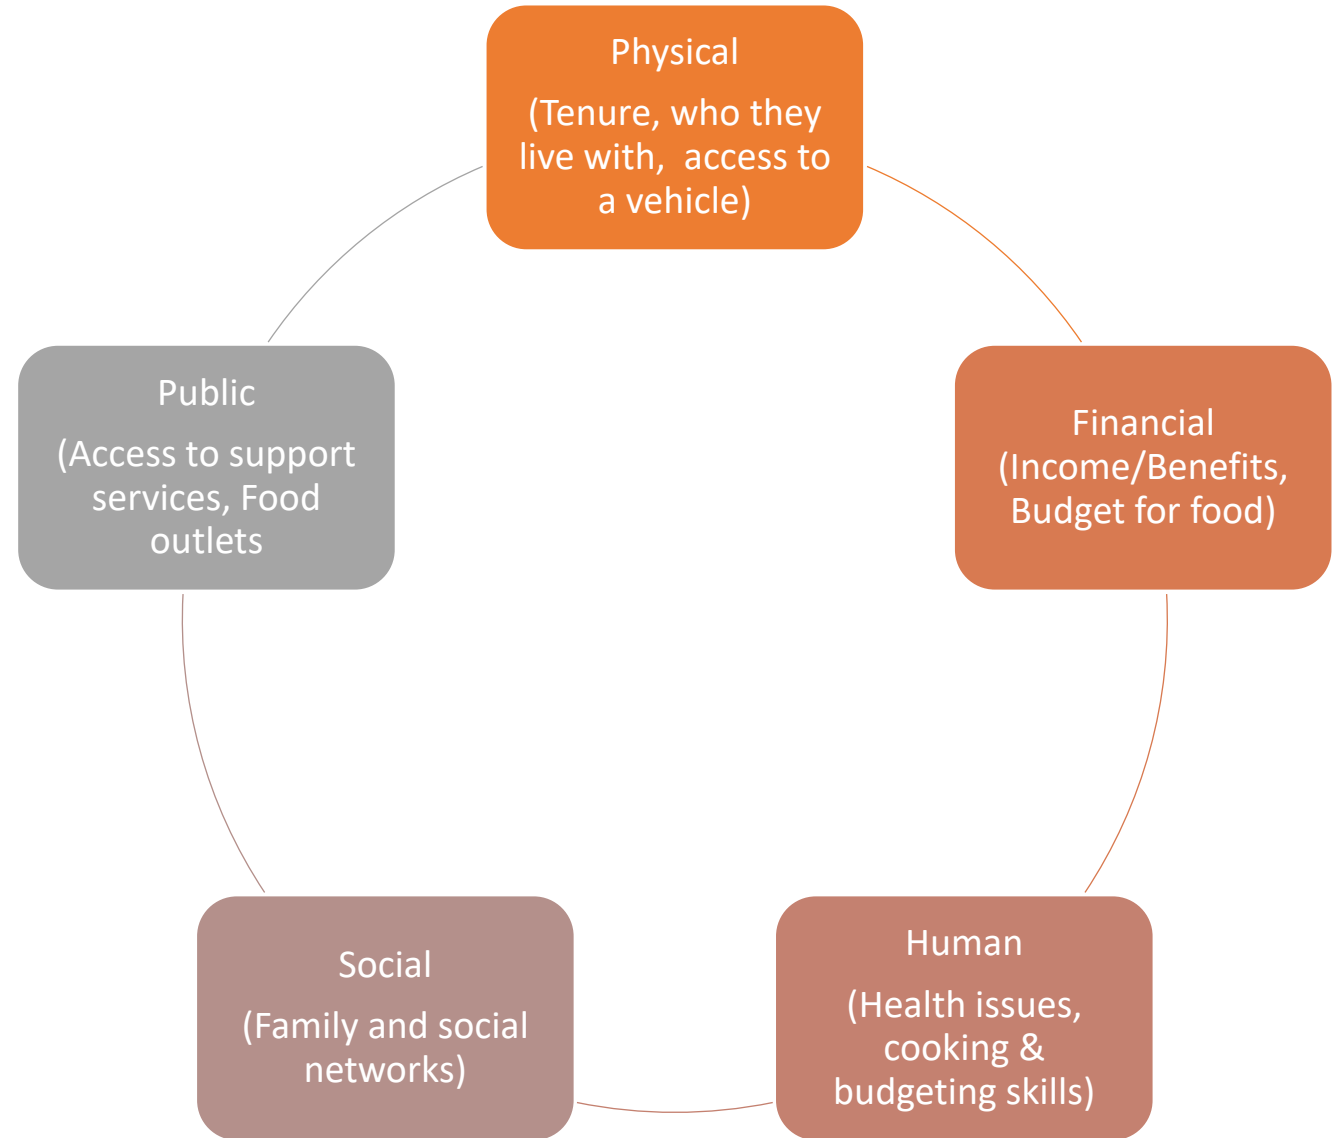 Physical
(Tenure, who they
live with,  access to
a vehicle)
Financial
(Income/Benefits,
Budget for food)
Human
(Health issues,
cooking &
budgeting skills)
Social
(Family and social
networks)
Public
(Access to support
services, Food
outlets